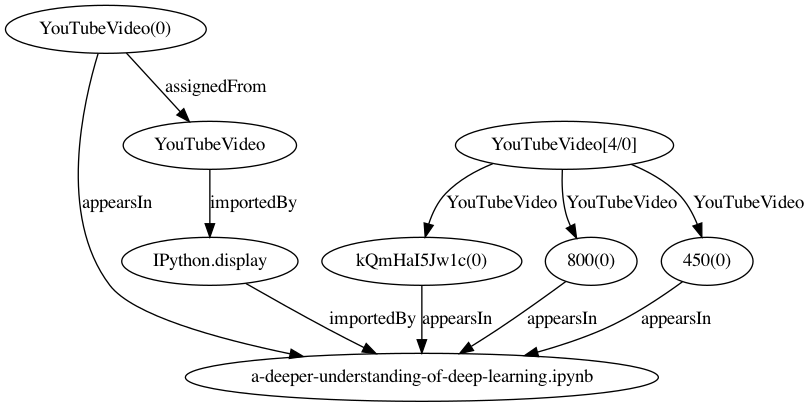 YouTubeVideo(0)
assignedFrom
YouTubeVideo
YouTubeVideo[4/0]
appearsIn
importedBy
YouTubeVideo
YouTubeVideo
YouTubeVideo
IPython.display
kQmHaI5Jw1c(0)
800(0)
450(0)
importedBy
appearsIn
appearsIn
appearsIn
a-deeper-understanding-of-deep-learning.ipynb